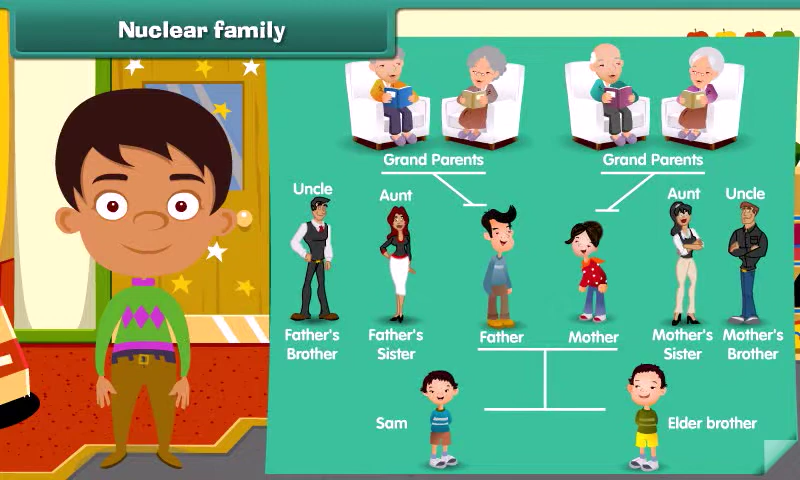 Nuclear family
Grand Parents
Grand Parents
Uncle
Aunt
Aunt
Uncle
Father's
Brother
Father's
Sister
Father
Mother
Mother's
Sister
Mother's
Brother
Sam
Elder brother